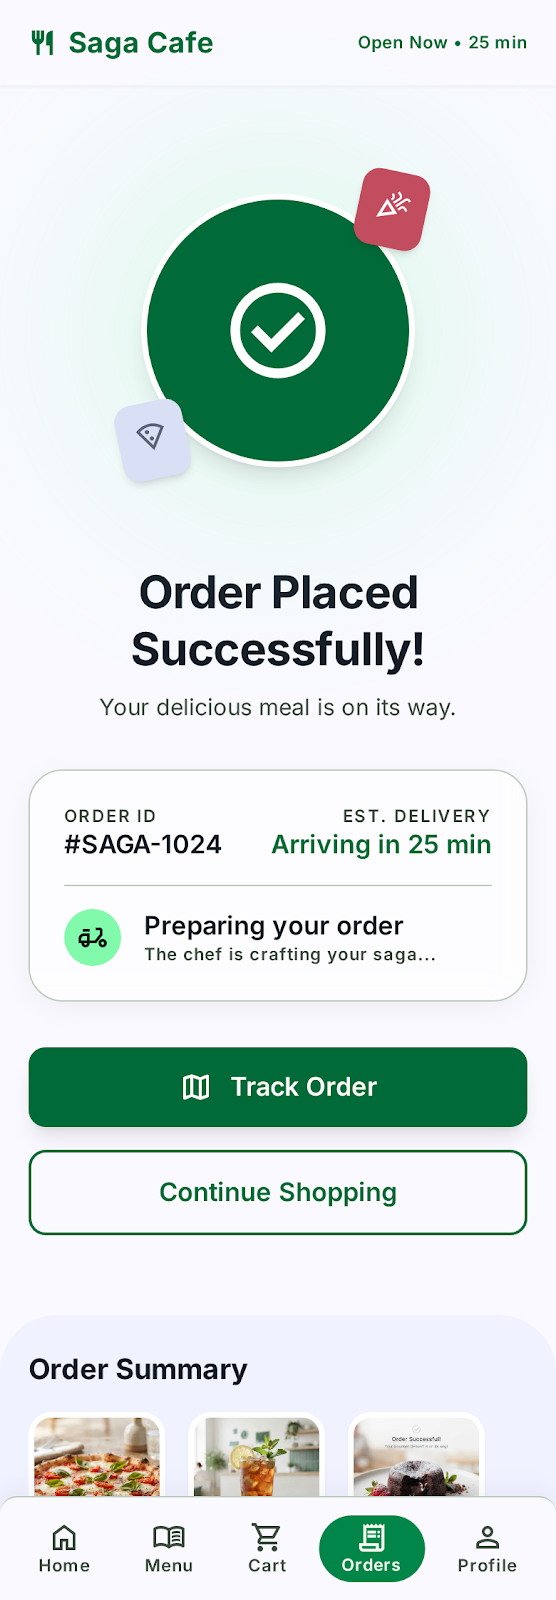 Saga Cafe
Open Now • 25 min
Order Placed
Successfully!
Your delicious meal is on its way.
ORDER ID
#SAGA-1024
EST. DELIVERY
Arriving in 25 min
Preparing your order
The chef is crafting your saga...
Track Order
Continue Shopping
Order Summary
Order Successful!
Home
Menu
Cart
Orders
Profile